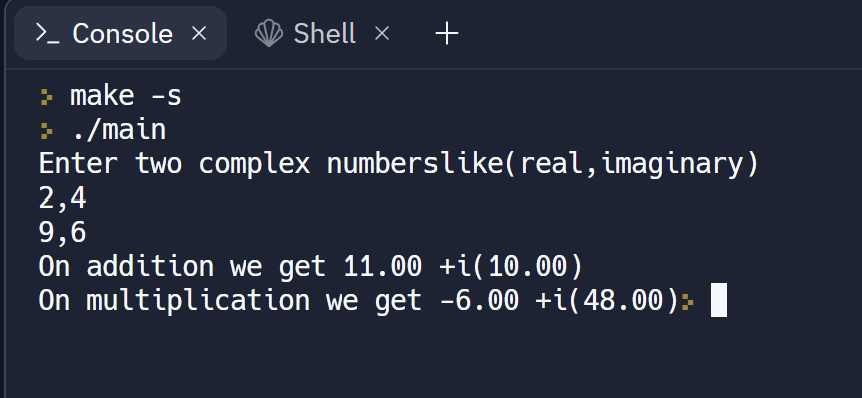 Console × Shell × +
make -s
./main
Enter two complex numberslike(real,imaginary)
2,4
9,6
On addition we get 11.00 +i(10.00)
On multiplication we get -6.00 +i(48.00)